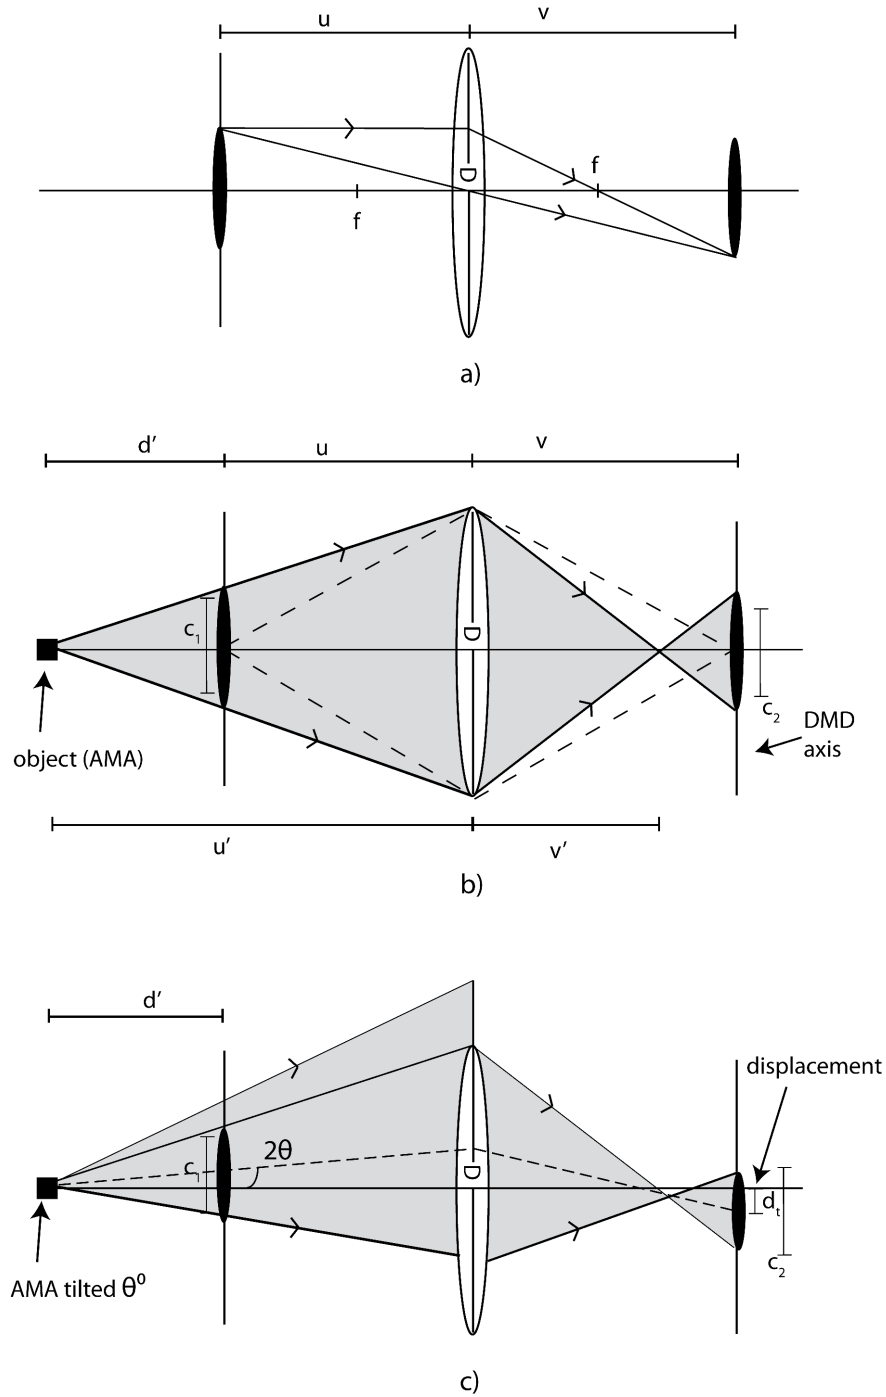 u
v
D
f
f
a)
d’
u
v
c₁
D
c₂
DMD
axis
object (AMA)
u’
v’
b)
d’
displacement
2θ
c₁
D
dₜ
c₂
AMA tilted θ⁰
c)